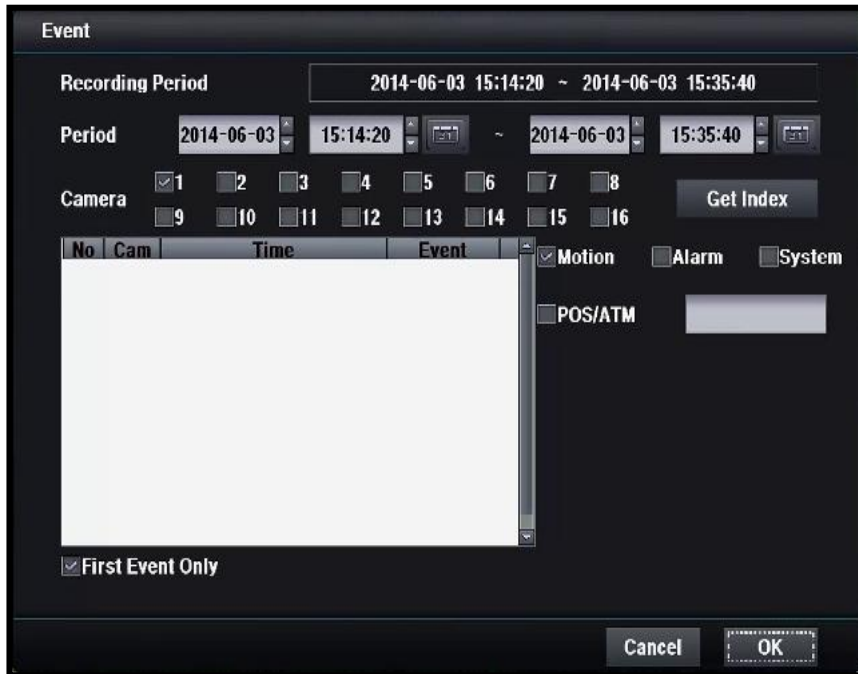 Event
Recording Period 2014-06-03 15:14:20 ~ 2014-06-03 15:35:40
Period 2014-06-03 15:14:20 ~ 2014-06-03 15:35:40
Camera
1 2 3 4 5 6 7 8
9 10 11 12 13 14 15 16
Get Index
No Cam Time Event
Motion Alarm System
POS/ATM
First Event Only
Cancel OK